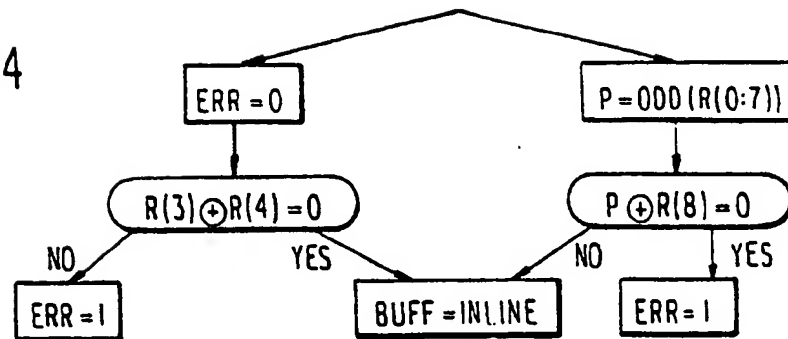 4
ERR = 0
P = ODD (R(0:7))
R(3) ⊕ R(4) = 0
P ⊕ R(8) = 0
NO
YES
NO
YES
ERR = 1
BUFF = INLINE
ERR = 1